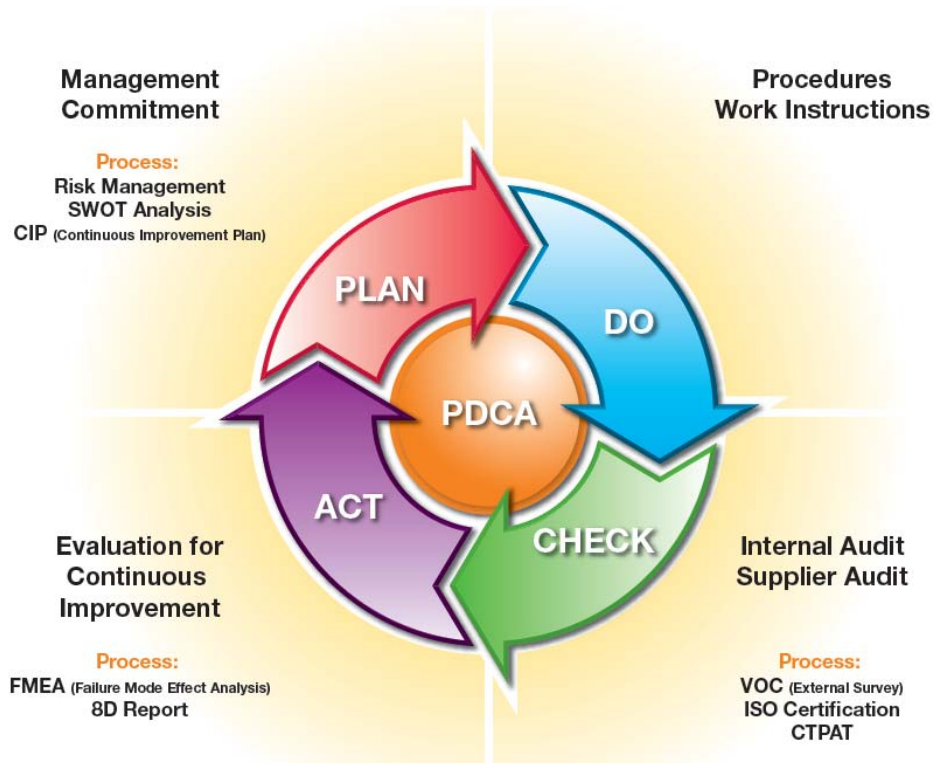 Management
Commitment
Process:
Risk Management
SWOT Analysis
CIP (Continuous Improvement Plan)
Procedures
Work Instructions
PLAN
DO
PDCA
ACT
CHECK
Evaluation for
Continuous
Improvement
Process:
FMEA (Failure Mode Effect Analysis)
8D Report
Internal Audit
Supplier Audit
Process:
VOC (External Survey)
ISO Certification
CTPAT